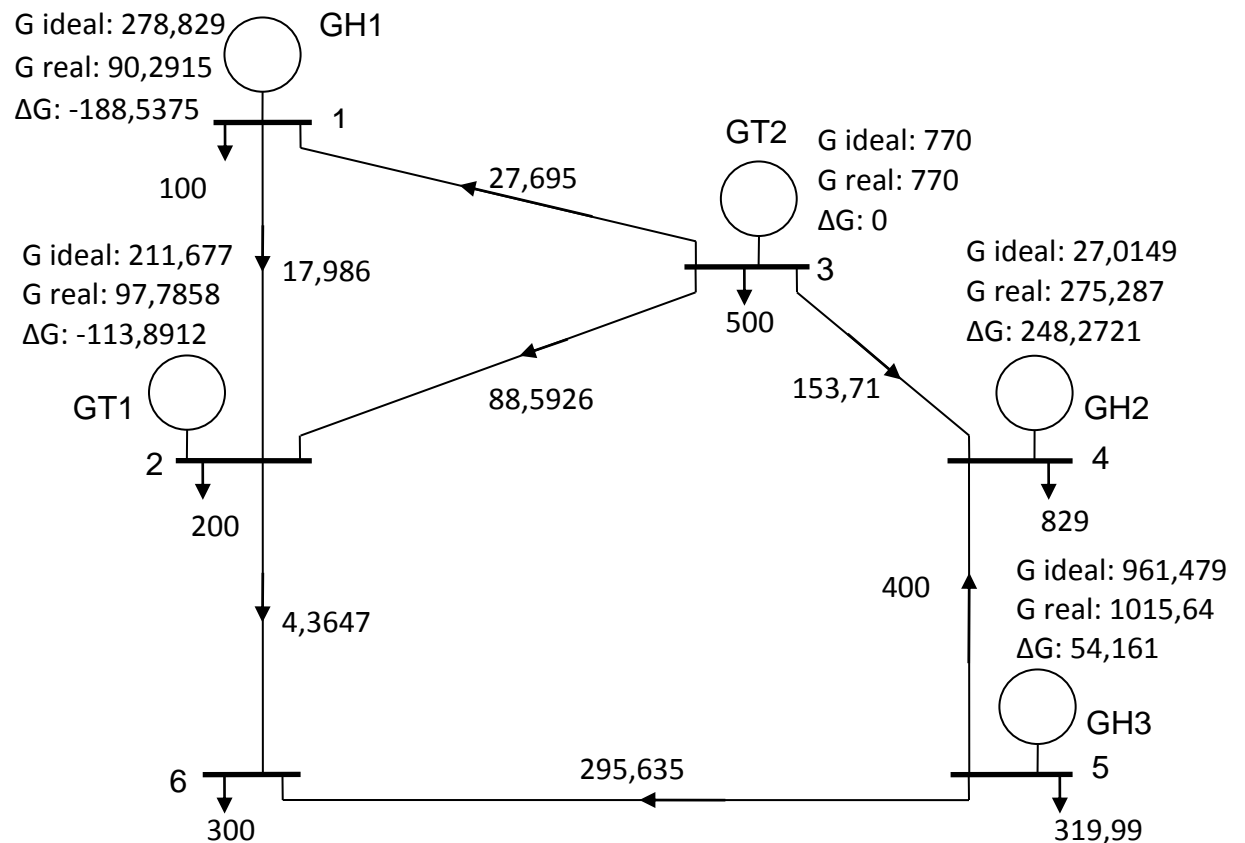 G ideal: 278,829
G real: 90,2915
ΔG: -188,5375
GH1
1
100
27,695
GT2
G ideal: 770
G real: 770
ΔG: 0
3
500
G ideal: 211,677
G real: 97,7858
ΔG: -113,8912
17,986
GT1
2
200
88,5926
153,71
G ideal: 27,0149
G real: 275,287
ΔG: 248,2721
GH2
4
829
400
G ideal: 961,479
G real: 1015,64
ΔG: 54,161
GH3
5
319,99
4,3647
295,635
6
300